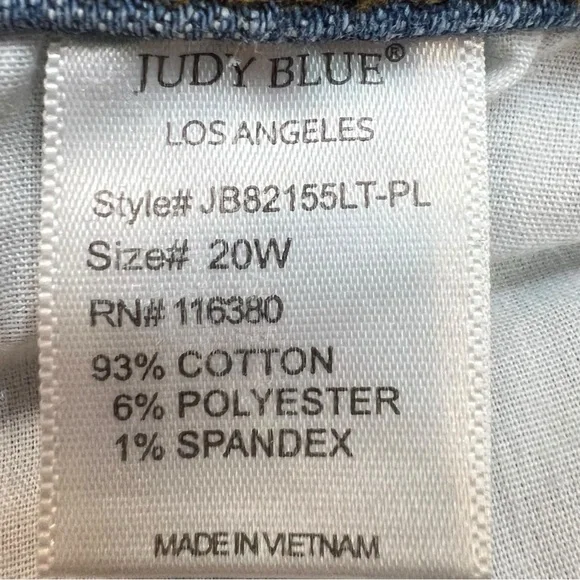 JUDY BLUE®
LOS ANGELES
Style# JB82155LT-PL
Size# 20W
RN# 116380
93% COTTON
6% POLYESTER
1% SPANDEX
MADE IN VIETNAM